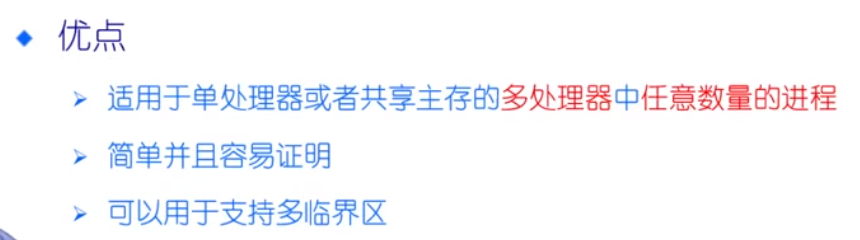 优点
适用于单处理器或者共享主存的多处理器中任意数量的进程
简单并且容易证明
可以用于支持多临界区